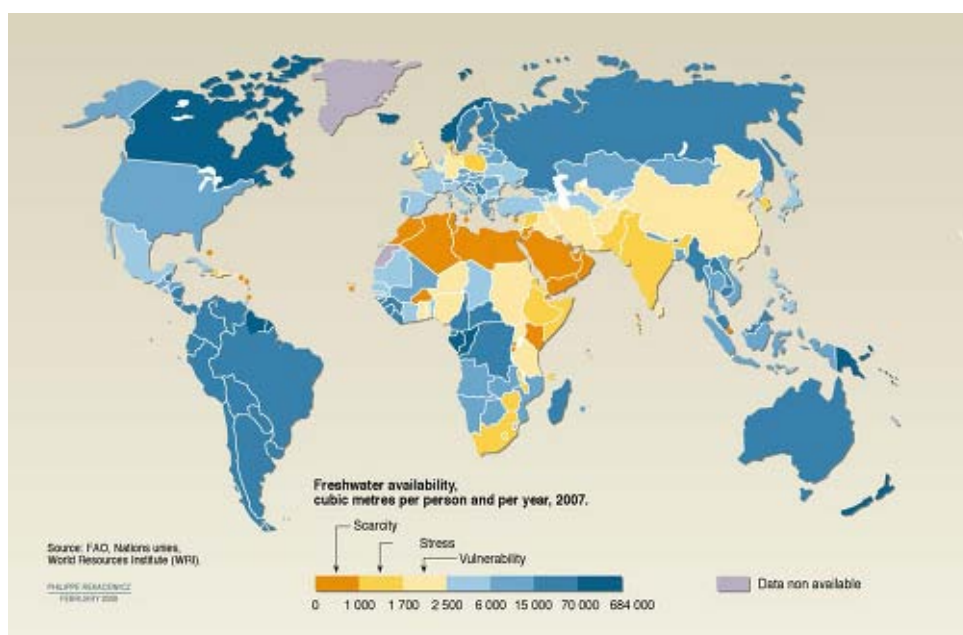 Freshwater availability,
cubic metres per person and per year, 2007.
Scarcity
Stress
Vulnerability
0 1 000 1 700 2 500 6 000 15 000 70 000 684 000
Data non available
Source: FAO, Nations unies,
World Resources Institute (WRI).
PHILIPPE REKACEWICZ
FEBRUARY